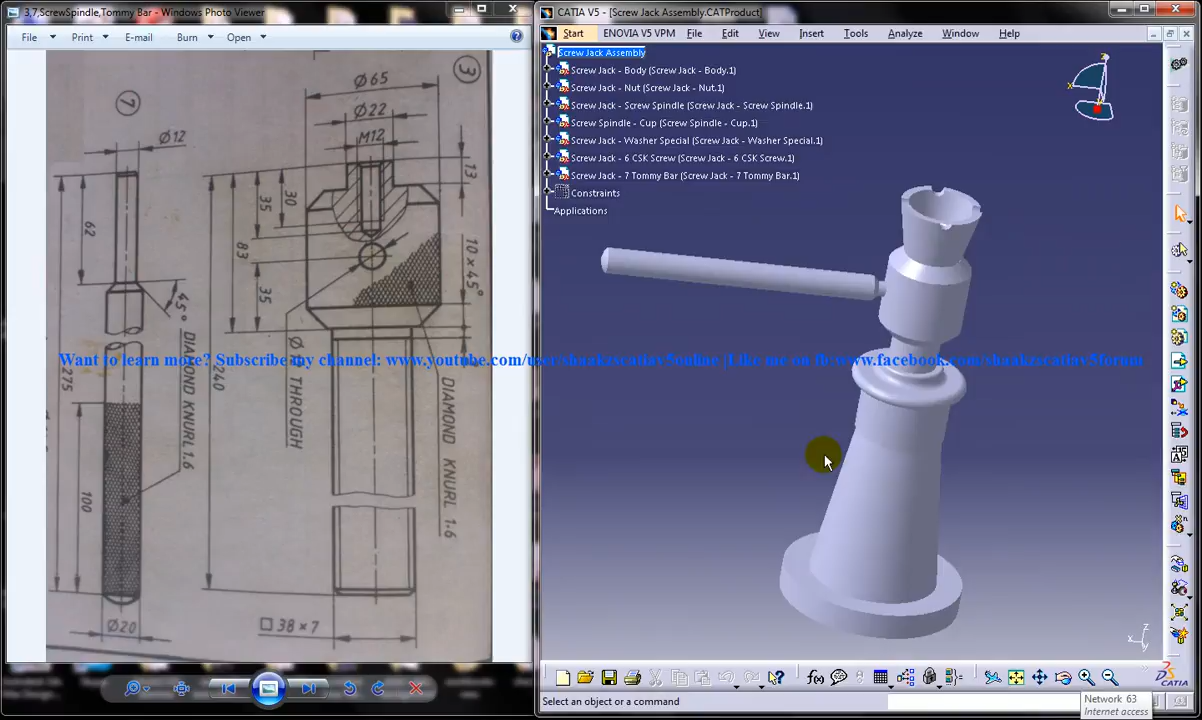 3,7,ScrewSpindle,Tommy Bar - Windows Photo Viewer
File Print E-mail Burn Open
7
3
Ø65
Ø22
M12
Ø12
13
30
35
83
35
62
45°
10 × 45°
DIAMOND KNURL 1.6
THROUGH
DIAMOND KNURL 1.6
240
275
100
Ø20
□ 38 × 7
CATIA V5 - [Screw Jack Assembly.CATProduct]
Start ENOVIA V5 VPM File Edit View Insert Tools Analyze Window Help
Screw Jack Assembly
Screw Jack - Body (Screw Jack - Body.1)
Screw Jack - Nut (Screw Jack - Nut.1)
Screw Jack - Screw Spindle (Screw Jack - Screw Spindle.1)
Screw Spindle - Cup (Screw Spindle - Cup.1)
Screw Jack - Washer Special (Screw Jack - Washer Special.1)
Screw Jack - 6 CSK Screw (Screw Jack - 6 CSK Screw.1)
Screw Jack - 7 Tommy Bar (Screw Jack - 7 Tommy Bar.1)
Constraints
Applications
Want to learn more? Subscribe my channel: www.youtube.com/user/shaakzscatiav5online |Like me on fb:www.facebook.com/shaakzscatiav5forum
z
x
z
x
CATIA
Select an object or a command
Network 63
Internet access